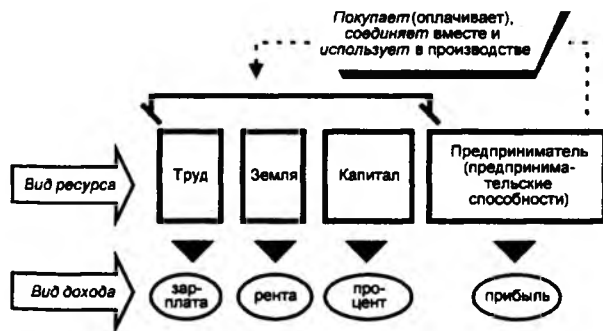 Покупает (оплачивает),
соединяет вместе и
использует в производстве
Вид ресурса
Труд
Земля
Капитал
Предприниматель
(предпринима-
тельские
способности)
Вид дохода
зар-
плата
рента
про-
цент
прибыль